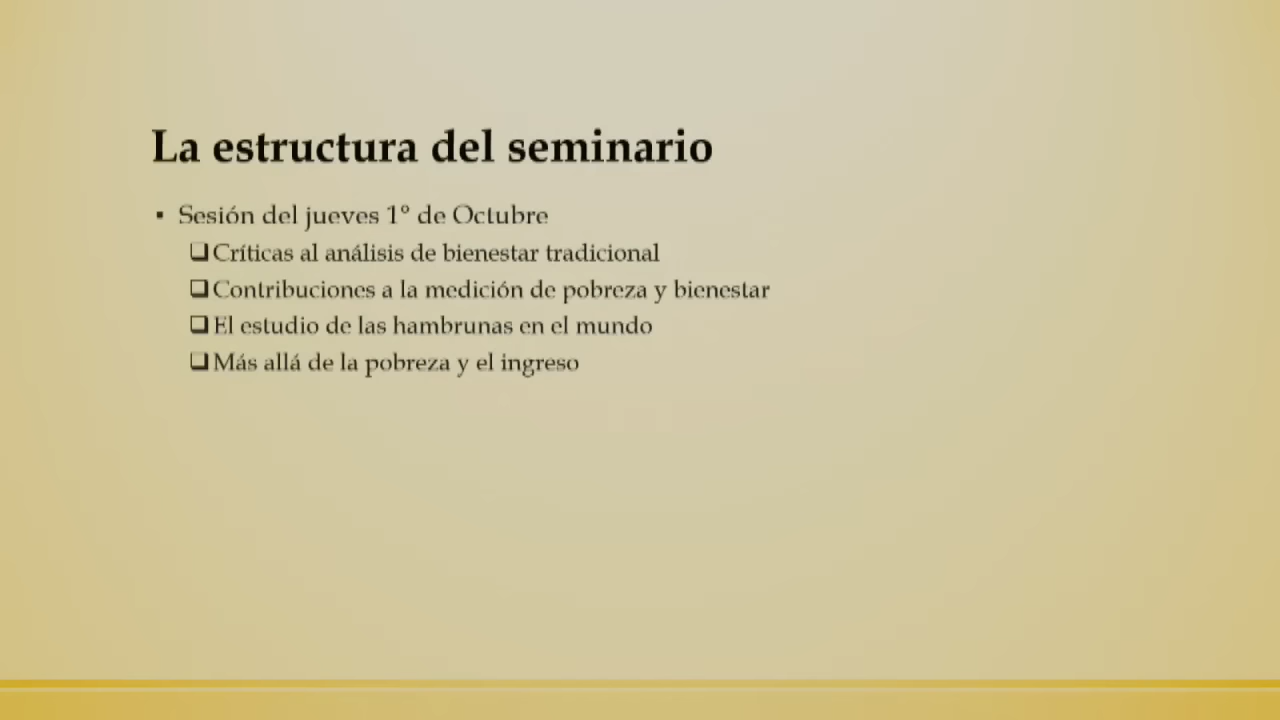 La estructura del seminario
▪ Sesión del jueves 1° de Octubre
❑Críticas al análisis de bienestar tradicional
❑Contribuciones a la medición de pobreza y bienestar
❑El estudio de las hambrunas en el mundo
❑Más allá de la pobreza y el ingreso